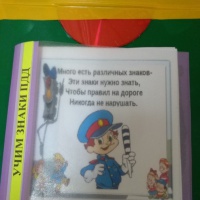 УЧИМ ЗНАКИ ПДД
Много есть различных знаков-
Эти знаки нужно знать,
Чтобы правил на дороге
Никогда не нарушать.